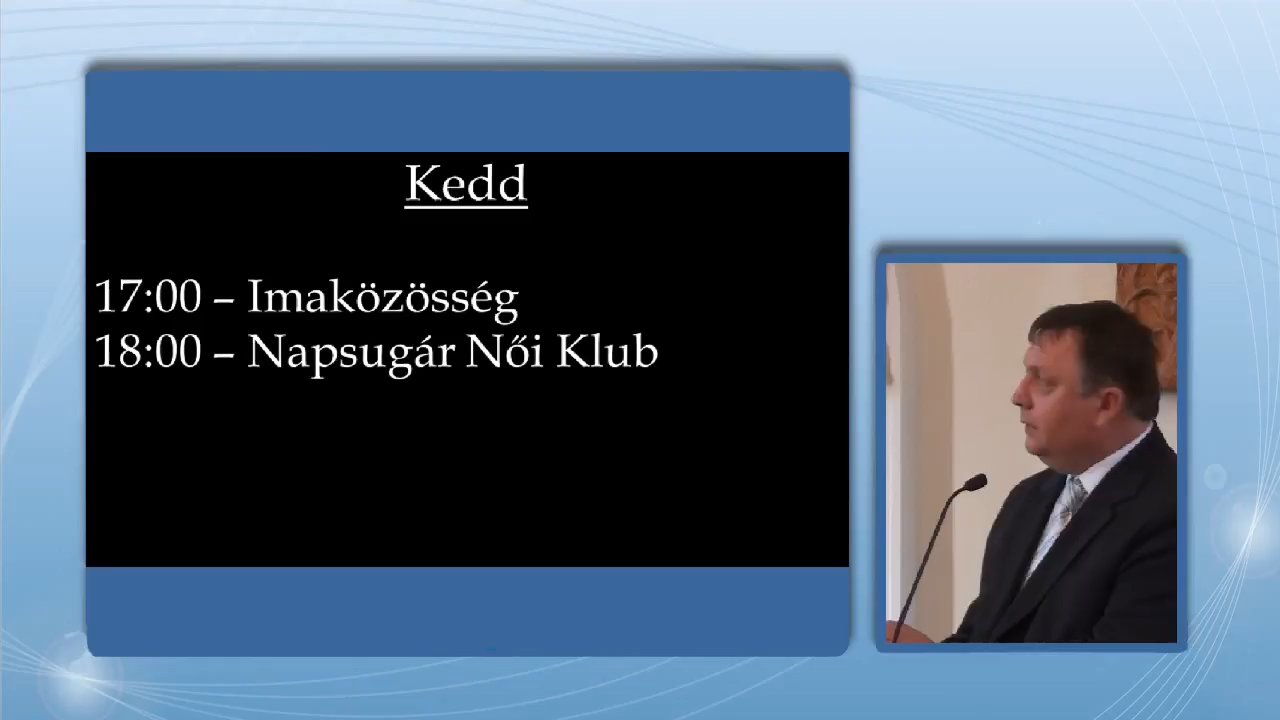 Kedd
17:00 – Imaközösség
18:00 – Napsugár Női Klub